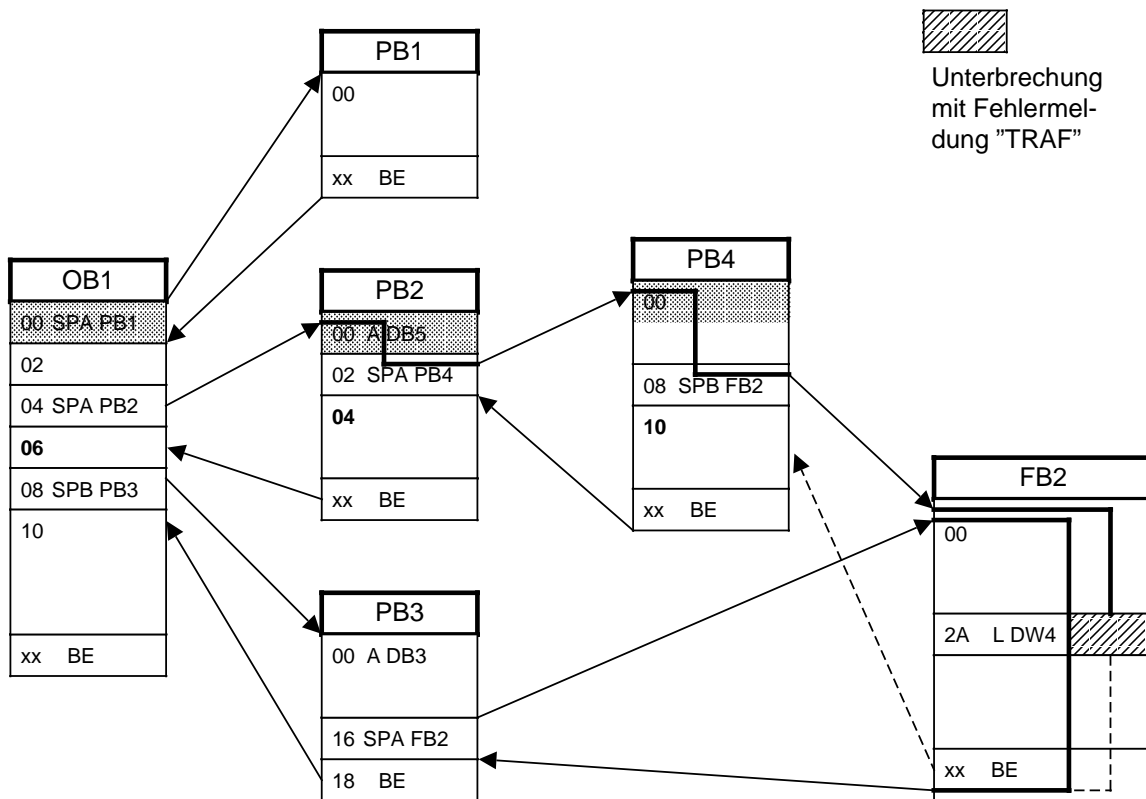 PB1
00
xx BE
Unterbrechung
mit Fehlermel-
dung ”TRAF”
OB1
00 SPA PB1
02
04 SPA PB2
06
08 SPB PB3
10
xx BE
PB2
00 A DB5
02 SPA PB4
04
xx BE
PB4
00
08 SPB FB2
10
xx BE
PB3
00 A DB3
16 SPA FB2
18 BE
FB2
00
2A L DW4
xx BE